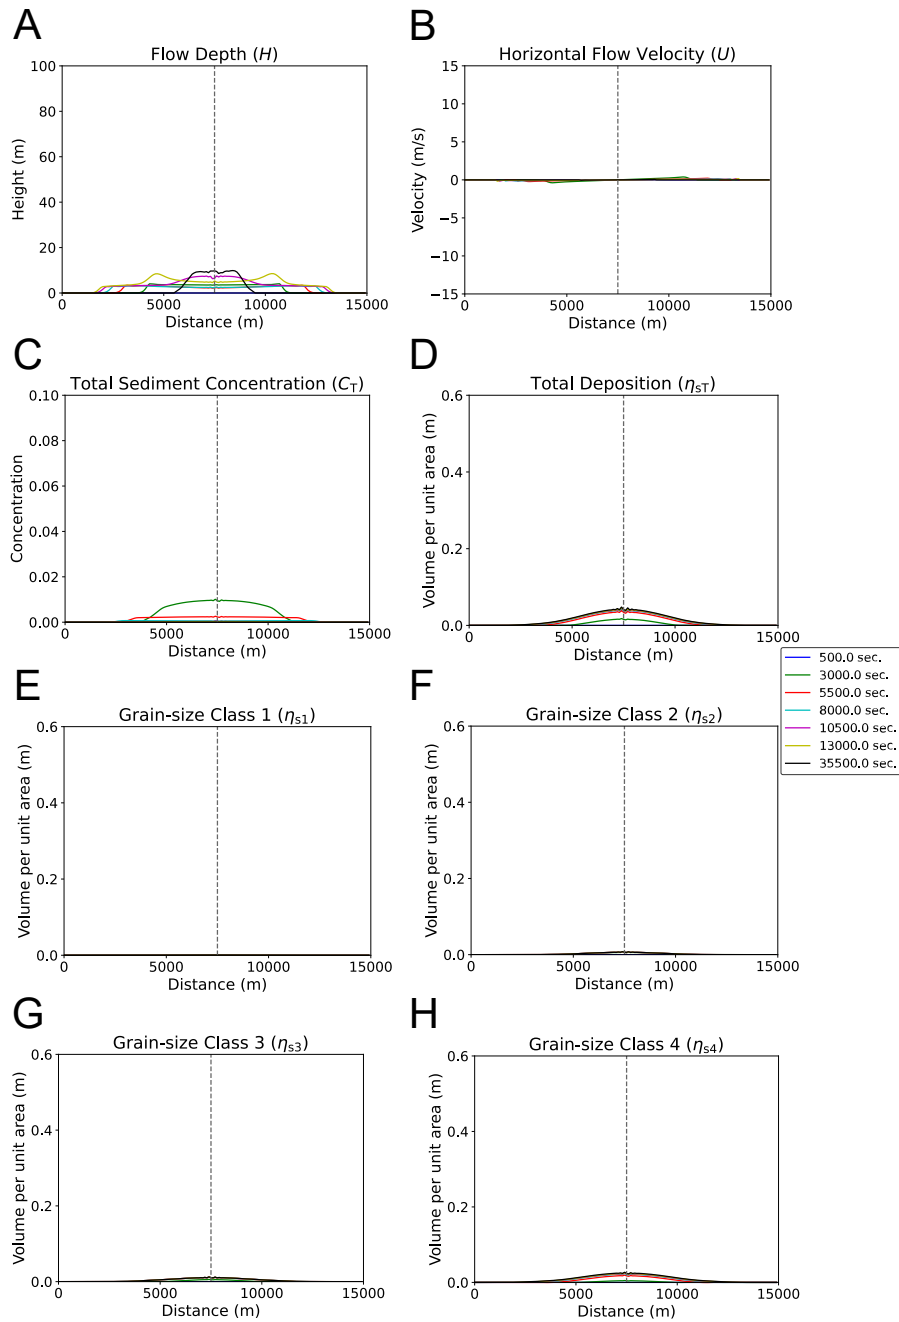 A
Flow Depth (H)
100
80
60
40
20
0
Height (m)
0 5000 10000 15000
Distance (m)
B
Horizontal Flow Velocity (U)
15
10
5
0
−5
−10
−15
Velocity (m/s)
0 5000 10000 15000
Distance (m)
C
Total Sediment Concentration (C_T)
0.10
0.08
0.06
0.04
0.02
0.00
Concentration
0 5000 10000 15000
Distance (m)
D
Total Deposition (η_sT)
0.6
0.4
0.2
0.0
Volume per unit area (m)
0 5000 10000 15000
Distance (m)
500.0 sec.
3000.0 sec.
5500.0 sec.
8000.0 sec.
10500.0 sec.
13000.0 sec.
35500.0 sec.
E
Grain-size Class 1 (η_s1)
0.6
0.4
0.2
0.0
Volume per unit area (m)
0 5000 10000 15000
Distance (m)
F
Grain-size Class 2 (η_s2)
0.6
0.4
0.2
0.0
Volume per unit area (m)
0 5000 10000 15000
Distance (m)
G
Grain-size Class 3 (η_s3)
0.6
0.4
0.2
0.0
Volume per unit area (m)
0 5000 10000 15000
Distance (m)
H
Grain-size Class 4 (η_s4)
0.6
0.4
0.2
0.0
Volume per unit area (m)
0 5000 10000 15000
Distance (m)